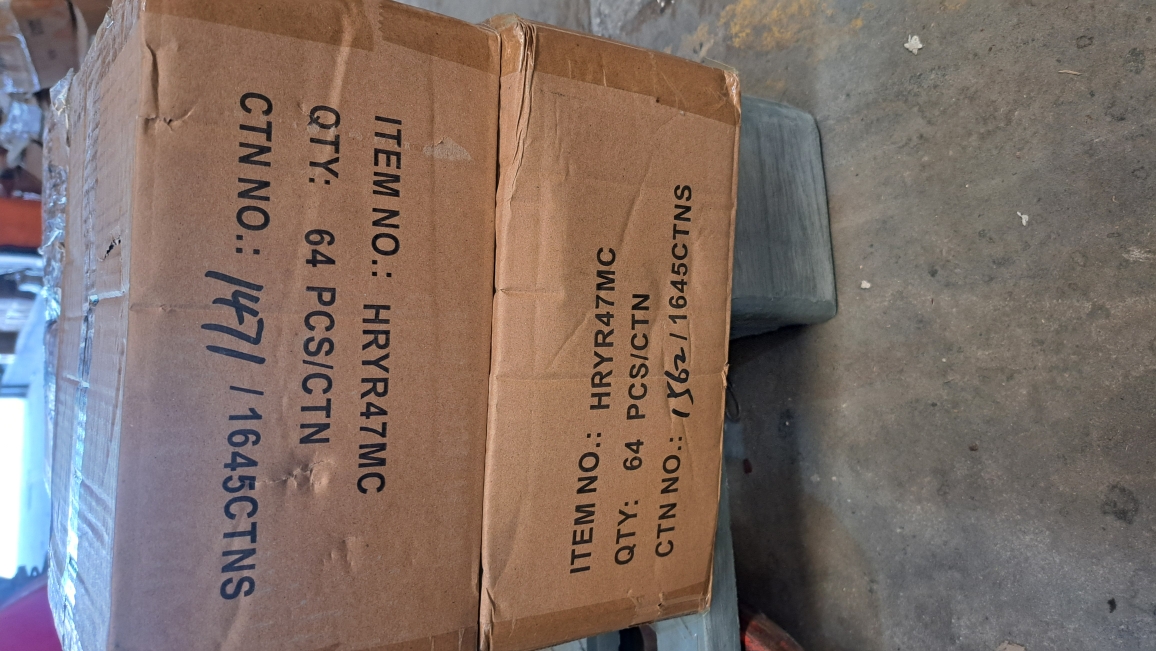 ITEM NO.: HRYR47MC
QTY: 64 PCS/CTN
CTN NO.: 1471 / 1645CTNS
ITEM NO.: HRYR47MC
QTY: 64 PCS/CTN
CTN NO.: 1562 / 1645CTNS